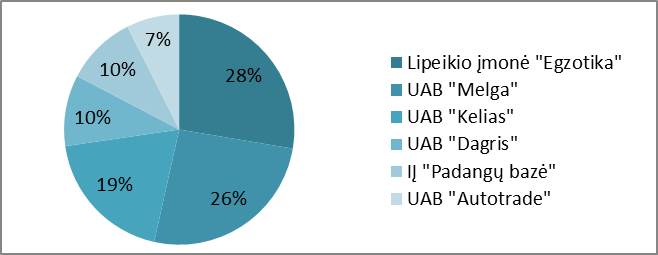 7%
10%
10%
19%
26%
28%
Lipeikio įmonė "Egzotika"
UAB "Melga"
UAB "Kelias"
UAB "Dagris"
IĮ "Padangų bazė"
UAB "Autotrade"